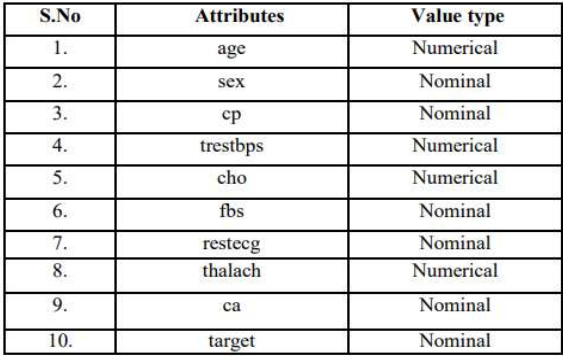 S.No Attributes Value type
1. age Numerical
2. sex Nominal
3. cp Nominal
4. trestbps Numerical
5. cho Numerical
6. fbs Nominal
7. restecg Nominal
8. thalach Numerical
9. ca Nominal
10. target Nominal